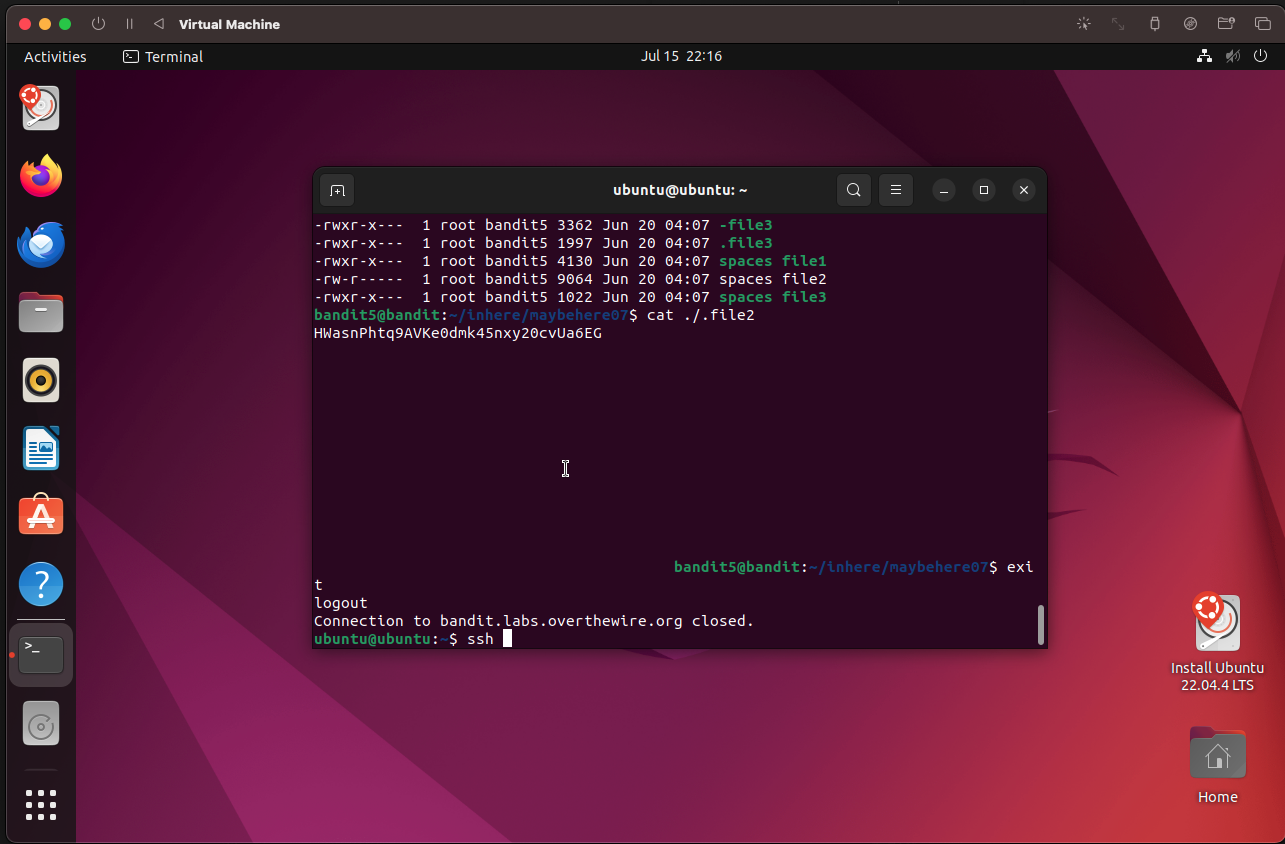 Virtual Machine
Activities
Terminal
Jul 15 22:16
ubuntu@ubuntu: ~
-rwxr-x---  1 root bandit5 3362 Jun 20 04:07 -file3
-rwxr-x---  1 root bandit5 1997 Jun 20 04:07 .file3
-rwxr-x---  1 root bandit5 4130 Jun 20 04:07 spaces file1
-rw-r-----  1 root bandit5 9064 Jun 20 04:07 spaces file2
-rwxr-x---  1 root bandit5 1022 Jun 20 04:07 spaces file3
bandit5@bandit:~/inhere/maybehere07$ cat ./.file2
HWasnPhtq9AVKe0dmk45nxy20cvUa6EG
bandit5@bandit:~/inhere/maybehere07$ exi
t
logout
Connection to bandit.labs.overthewire.org closed.
ubuntu@ubuntu:~$ ssh
Install Ubuntu
22.04.4 LTS
Home